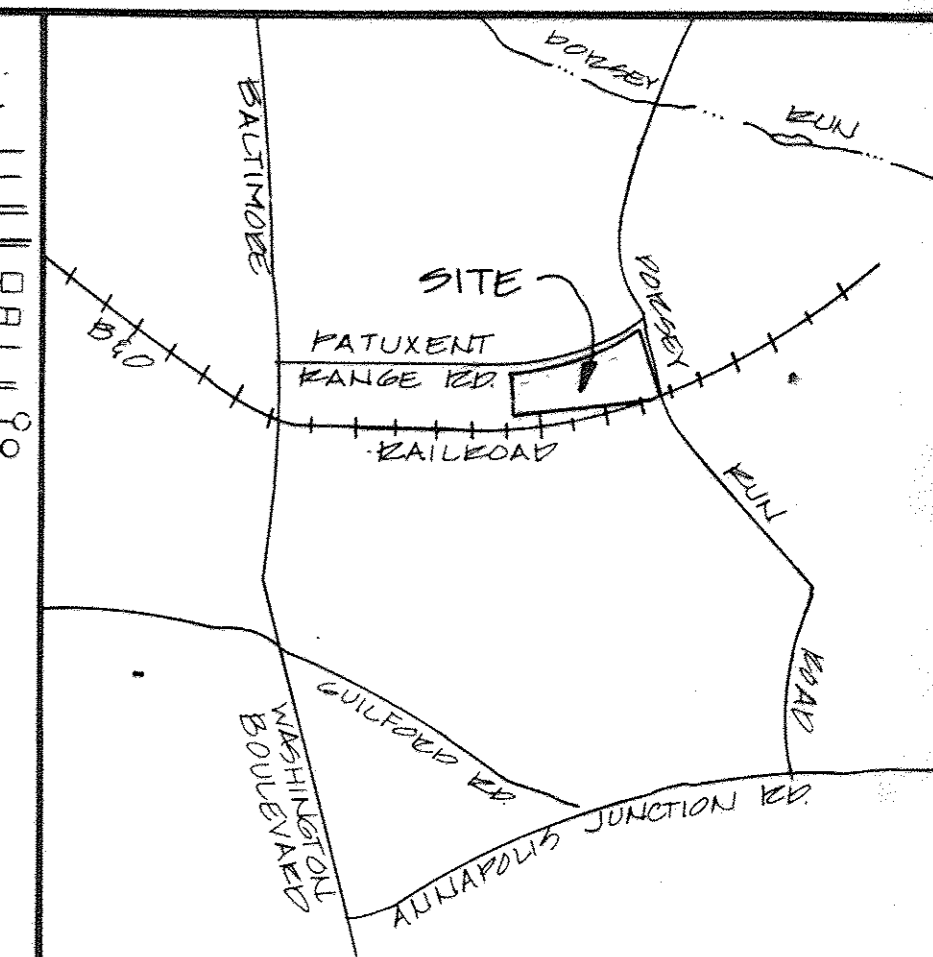 DORSEY
RUN
BALTIMORE
SITE
DORSEY
PATUXENT
RANGE RD.
B&O
RAILROAD
RUN
ROAD
GUILFORD RD.
WASHINGTON
BOULEVARD
ANNAPOLIS JUNCTION RD.